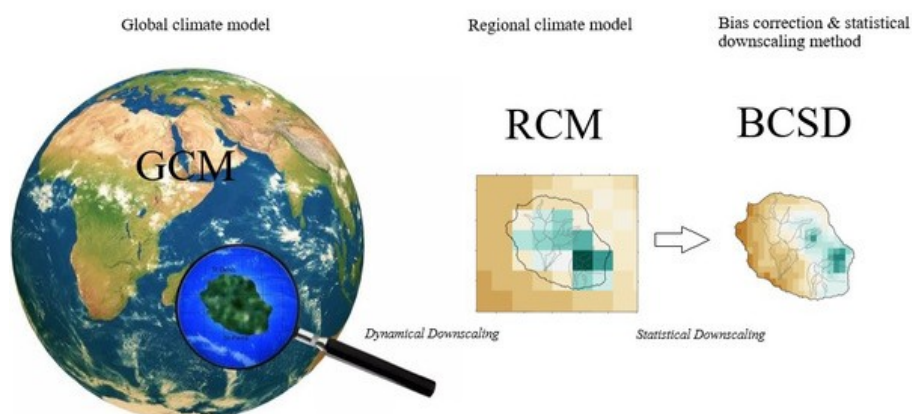 Global climate model
Regional climate model
Bias correction & statistical
downscaling method
GCM
RCM
BCSD
Dynamical Downscaling
Statistical Downscaling